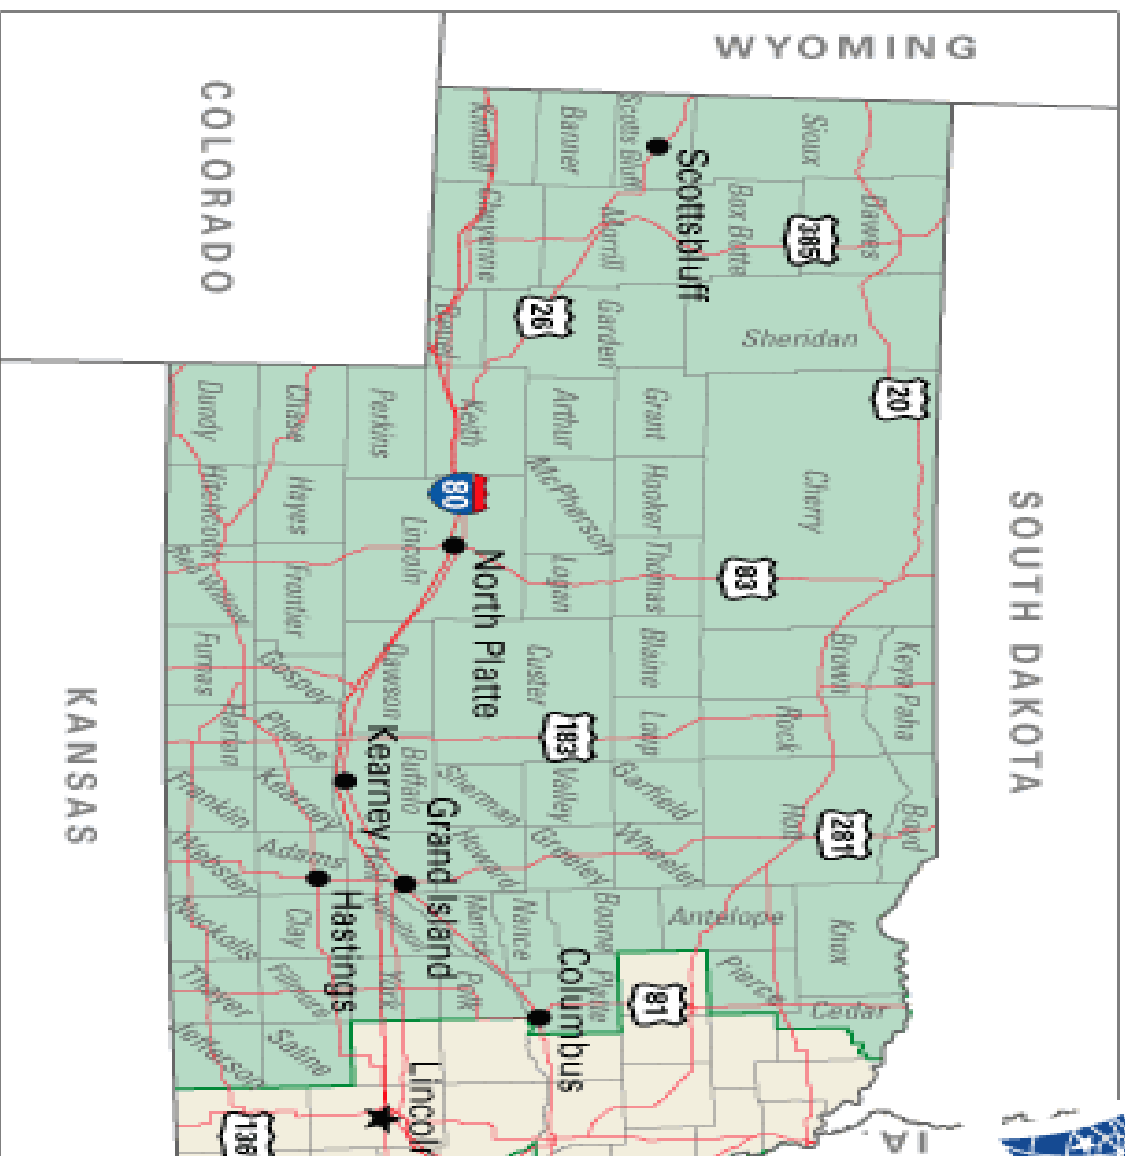 WYOMING
COLORADO
SOUTH DAKOTA
KANSAS
IA.
Kimball
Banner
Scotts Bluff
Sioux
Scottsbluff
Cheyenne
Morrill
Box Butte
Dawes
385
26
Deuel
Garden
Sheridan
20
Dundy
Chase
Perkins
Keith
Arthur
Grant
Cherry
80
Hitchcock
Hayes
Lincoln
McPherson
Hooker
North Platte
Red Willow
Frontier
Logan
Thomas
83
Furnas
Gosper
Dawson
Custer
Blaine
Brown
Keya Paha
Harlan
Phelps
Kearney
Buffalo
183
Loup
Rock
Franklin
Kearney
Sherman
Valley
Garfield
Holt
Boyd
281
Webster
Adams
Hall
Grand Island
Howard
Greeley
Wheeler
Nuckolls
Clay
Hastings
Hamilton
Merrick
Nance
Boone
Antelope
Knox
Thayer
Fillmore
York
Polk
Platte
Columbus
81
Pierce
Cedar
Jefferson
Saline
Lincoln
136